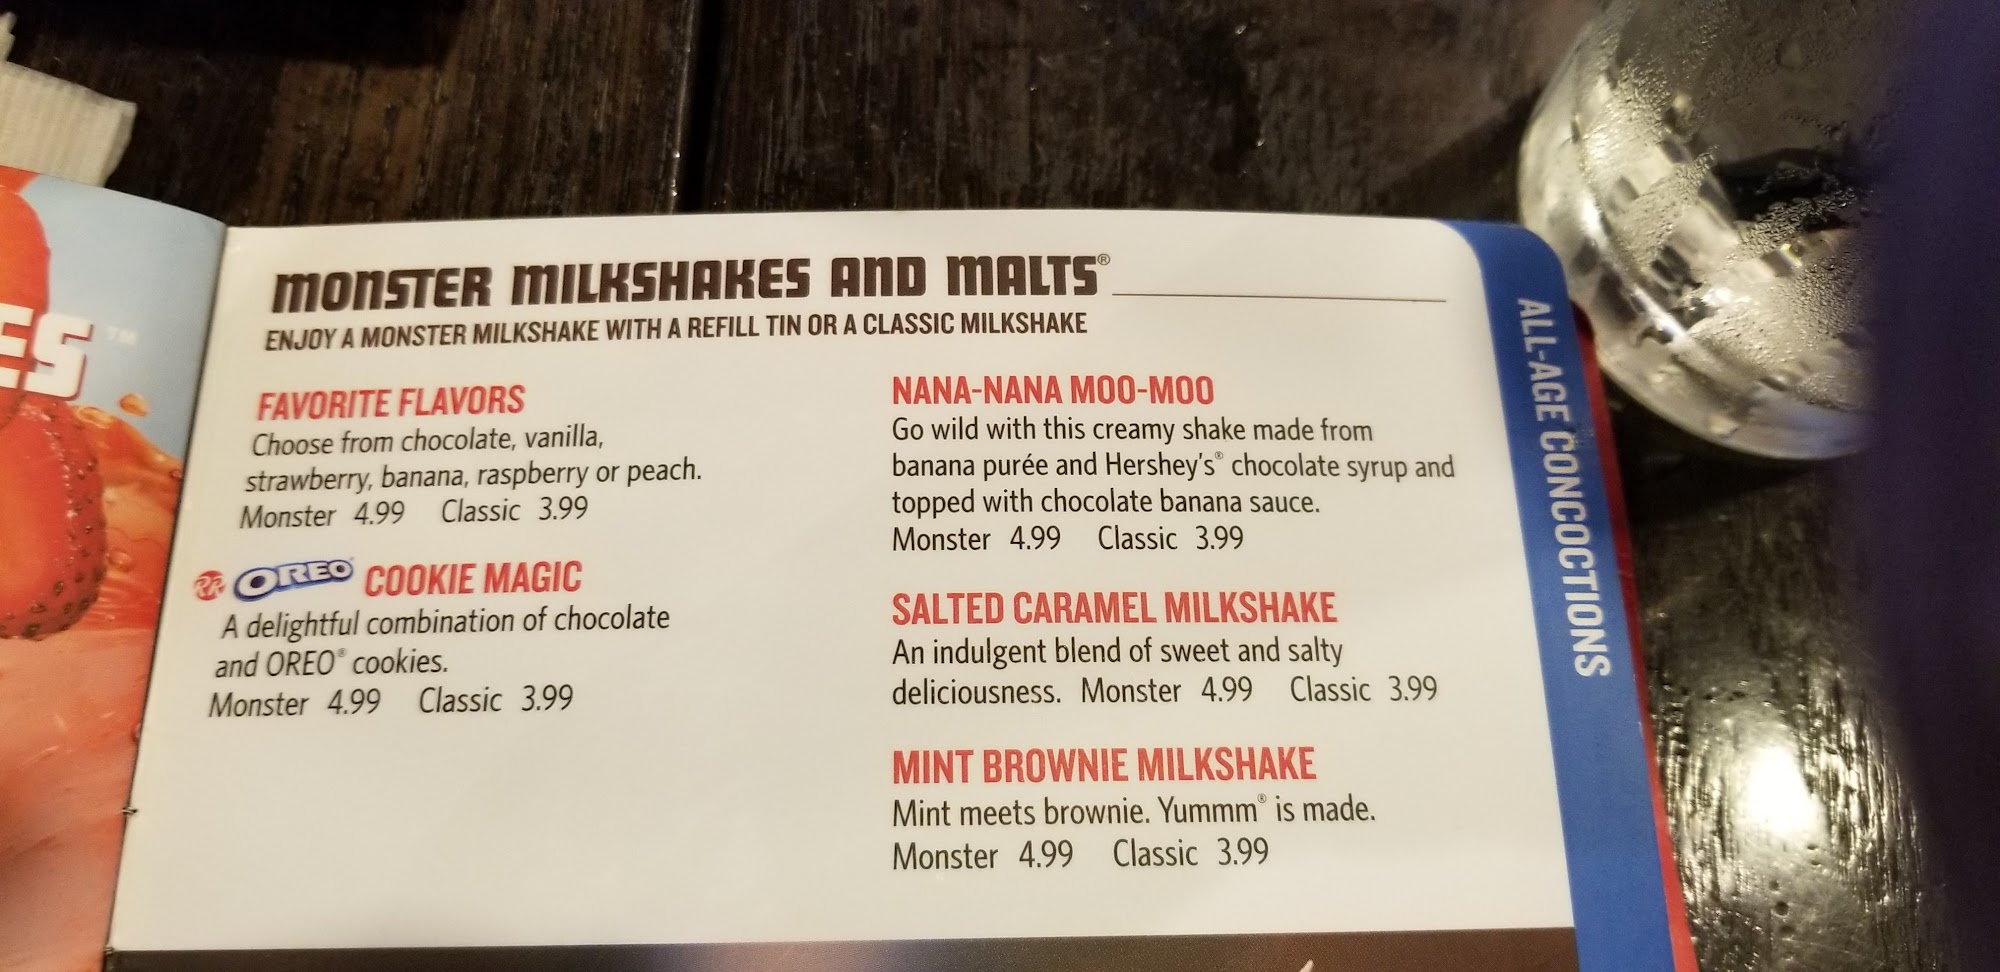 ES™
MONSTER MILKSHAKES AND MALTS®
ENJOY A MONSTER MILKSHAKE WITH A REFILL TIN OR A CLASSIC MILKSHAKE
FAVORITE FLAVORS
Choose from chocolate, vanilla,
strawberry, banana, raspberry or peach.
Monster 4.99 Classic 3.99
RR OREO® COOKIE MAGIC
A delightful combination of chocolate
and OREO® cookies.
Monster 4.99 Classic 3.99
NANA-NANA MOO-MOO
Go wild with this creamy shake made from
banana purée and Hershey's® chocolate syrup and
topped with chocolate banana sauce.
Monster 4.99 Classic 3.99
SALTED CARAMEL MILKSHAKE
An indulgent blend of sweet and salty
deliciousness. Monster 4.99 Classic 3.99
MINT BROWNIE MILKSHAKE
Mint meets brownie. Yummm® is made.
Monster 4.99 Classic 3.99
ALL-AGE CONCOCTIONS